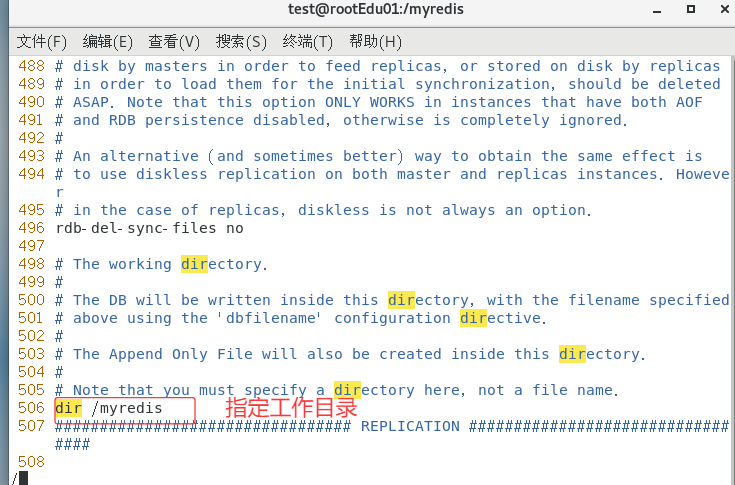 test@rootEdu01:/myredis
文件(F) 编辑(E) 查看(V) 搜索(S) 终端(T) 帮助(H)
488 # disk by masters in order to feed replicas, or stored on disk by replicas
489 # in order to load them for the initial synchronization, should be deleted
490 # ASAP. Note that this option ONLY WORKS in instances that have both AOF
491 # and RDB persistence disabled, otherwise is completely ignored.
492 #
493 # An alternative (and sometimes better) way to obtain the same effect is
494 # to use diskless replication on both master and replicas instances. Howeve
r
495 # in the case of replicas, diskless is not always an option.
496 rdb-del-sync-files no
497
498 # The working directory.
499 #
500 # The DB will be written inside this directory, with the filename specified
501 # above using the 'dbfilename' configuration directive.
502 #
503 # The Append Only File will also be created inside this directory.
504 #
505 # Note that you must specify a directory here, not a file name.
506 dir /myredis 指定工作目录
507 ################################# REPLICATION #############################
####
508
/